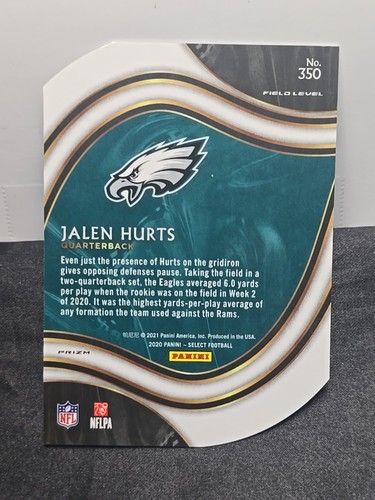 No.
350
FIELD LEVEL
JALEN HURTS
QUARTERBACK
Even just the presence of Hurts on the gridiron
gives opposing defenses pause. Taking the field in a
two-quarterback set, the Eagles averaged 6.0 yards
per play when the rookie was on the field in Week 2
of 2020. It was the highest yards-per-play average of
any formation the team used against the Rams.
帕尼尼 © 2021 Panini America, Inc. Produced in the USA.
2020 PANINI – SELECT FOOTBALL
PANINI
PRIZM
NFL
NFLPA